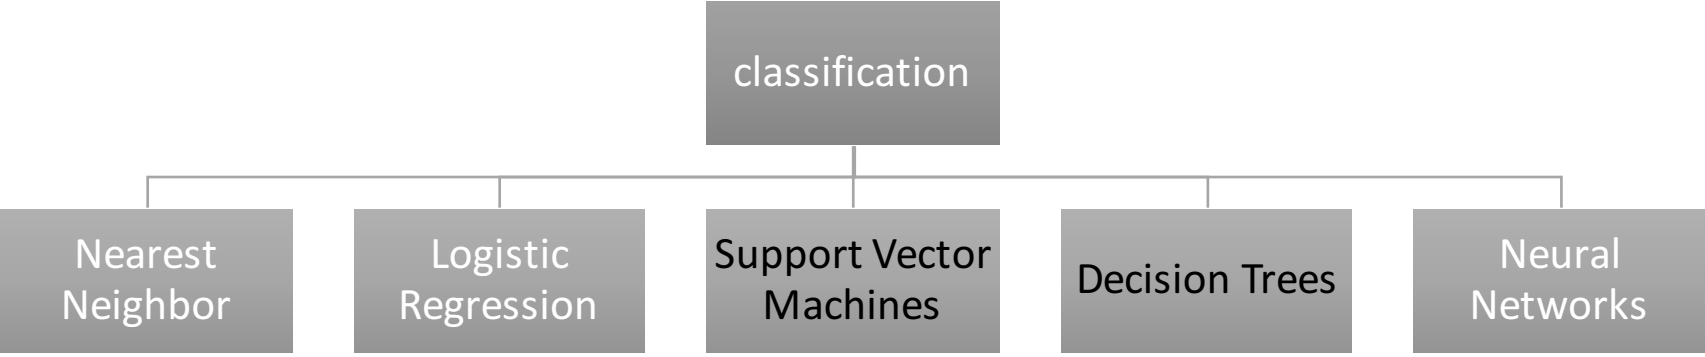 classification
Nearest
Neighbor
Logistic
Regression
Support Vector
Machines
Decision Trees
Neural
Networks